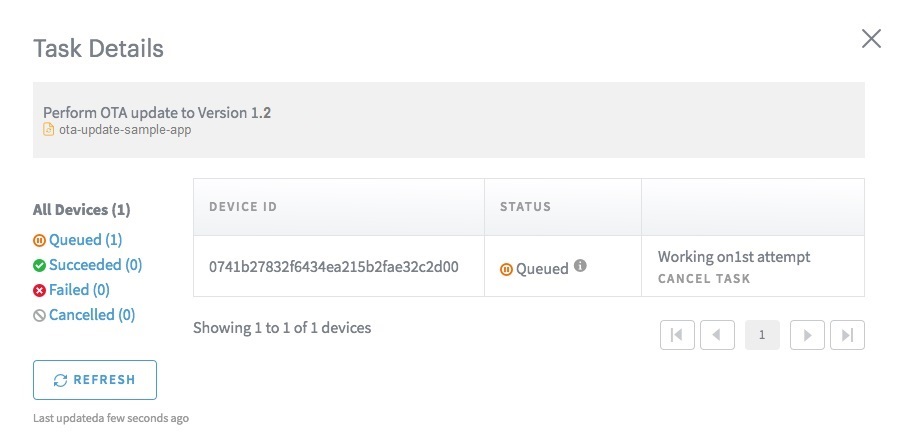 Task Details
Perform OTA update to Version 1.2
ota-update-sample-app
All Devices (1)
Queued (1)
Succeeded (0)
Failed (0)
Cancelled (0)
REFRESH
Last updateda few seconds ago
DEVICE ID
STATUS
0741b27832f6434ea215b2fae32c2d00
Queued
Working on1st attempt
CANCEL TASK
Showing 1 to 1 of 1 devices
1